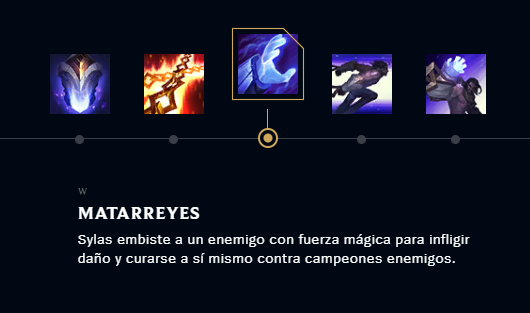 W
MATARREYES
Sylas embiste a un enemigo con fuerza mágica para infligir
daño y curarse a sí mismo contra campeones enemigos.